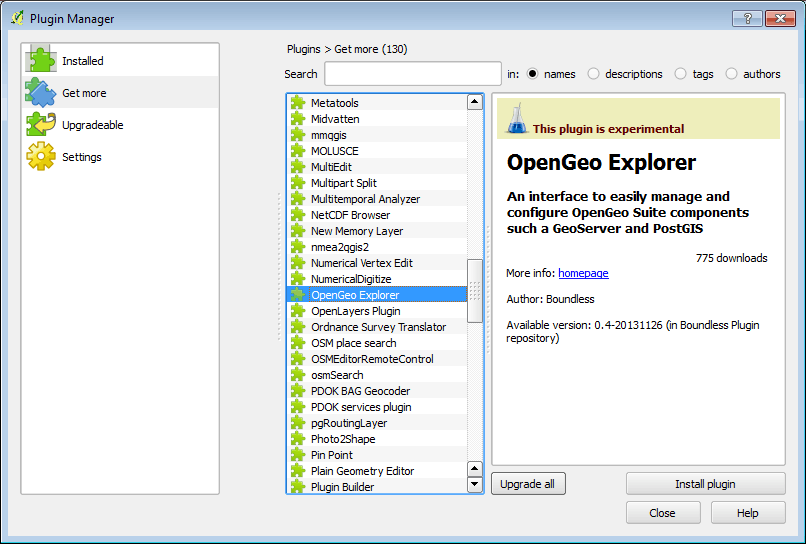 Plugin Manager
?
Installed
Get more
Upgradeable
Settings
Plugins > Get more (130)
Search in: names descriptions tags authors
Metatools
Midvatten
mmqgis
MOLUSCE
MultiEdit
Multipart Split
Multitemporal Analyzer
NetCDF Browser
New Memory Layer
nmea2qgis2
Numerical Vertex Edit
NumericalDigitize
OpenGeo Explorer
OpenLayers Plugin
Ordnance Survey Translator
OSM place search
OSMEditorRemoteControl
osmSearch
PDOK BAG Geocoder
PDOK services plugin
pgRoutingLayer
Photo2Shape
Pin Point
Plain Geometry Editor
Plugin Builder
This plugin is experimental
OpenGeo Explorer
An interface to easily manage and
configure OpenGeo Suite components
such a GeoServer and PostGIS
775 downloads
More info: homepage
Author: Boundless
Available version: 0.4-20131126 (in Boundless Plugin
repository)
Upgrade all
Install plugin
Close
Help